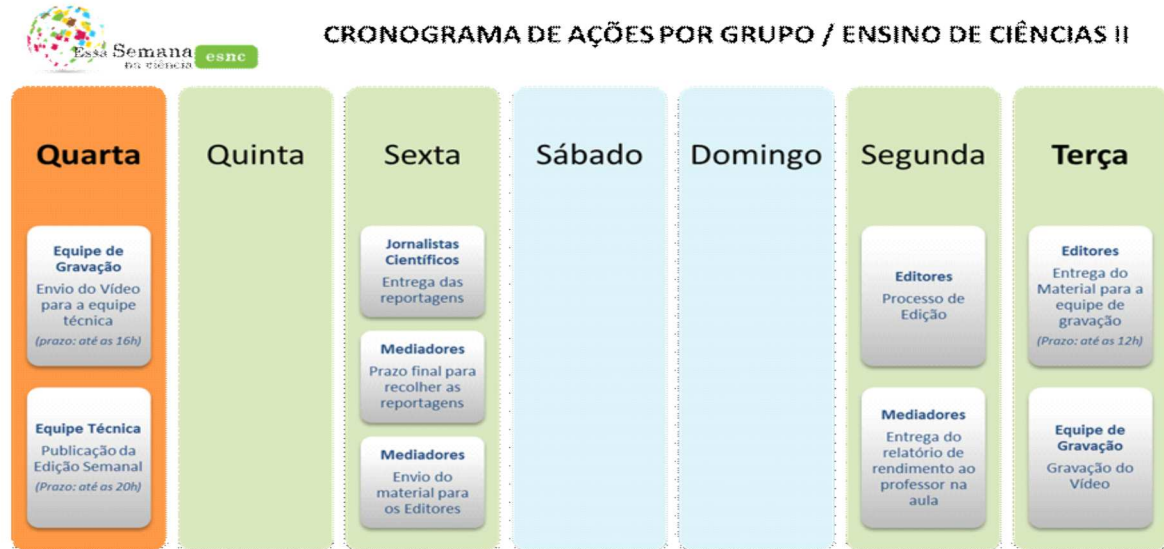 Essa Semana
na ciência
esnc
CRONOGRAMA DE AÇÕES POR GRUPO / ENSINO DE CIÊNCIAS II
Quarta
Equipe de
Gravação
Envio do Vídeo
para a equipe
técnica
(prazo: até as 16h)
Equipe Técnica
Publicação da
Edição Semanal
(Prazo: até as 20h)
Quinta
Sexta
Jornalistas
Científicos
Entrega das
reportagens
Mediadores
Prazo final para
recolher as
reportagens
Mediadores
Envio do
material para
os Editores
Sábado
Domingo
Segunda
Editores
Processo de
Edição
Mediadores
Entrega do
relatório de
rendimento ao
professor na
aula
Terça
Editores
Entrega do
Material para a
equipe de
gravação
(Prazo: até as 12h)
Equipe de
Gravação
Gravação do
Vídeo